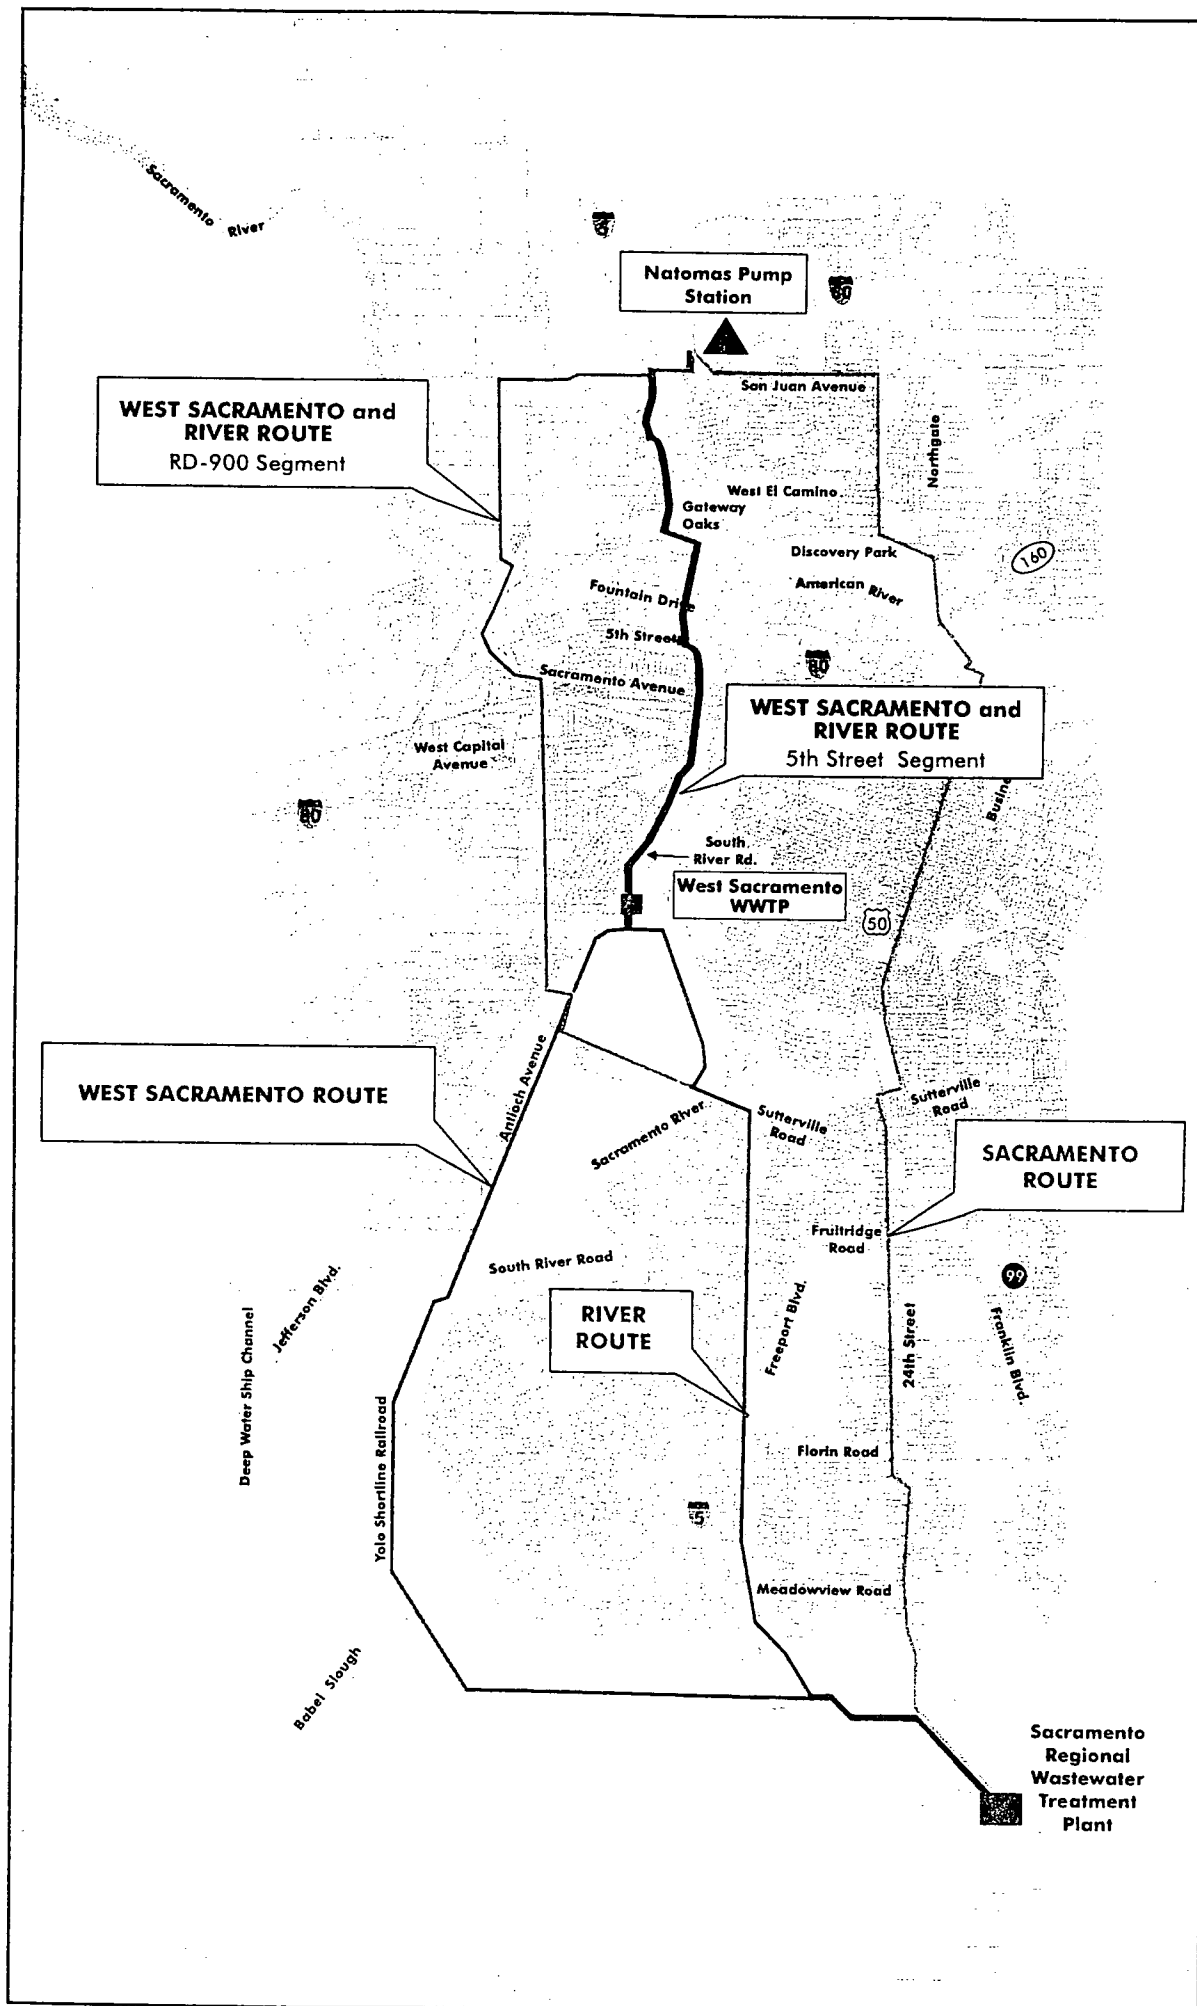 Sacramento
River
5
Natomas Pump
Station
80
San Juan Avenue
WEST SACRAMENTO and
RIVER ROUTE
RD-900 Segment
Northgate
West El Camino
Gateway
Oaks
Discovery Park
160
American River
Fountain Drive
5th Street
80
Sacramento Avenue
WEST SACRAMENTO and
RIVER ROUTE
5th Street Segment
West Capital
Avenue
80
Busine
South
River Rd.
West Sacramento
WWTP
50
WEST SACRAMENTO ROUTE
Antioch Avenue
Sacramento River
Sutterville
Road
Sutterville
Road
SACRAMENTO
ROUTE
Fruitridge
Road
South River Road
99
Jefferson Blvd.
Deep Water Ship Channel
RIVER
ROUTE
Freeport Blvd.
24th Street
Franklin Blvd.
Yolo Shortline Railroad
Florin Road
5
Meadowview Road
Babel Slough
Sacramento
Regional
Wastewater
Treatment
Plant